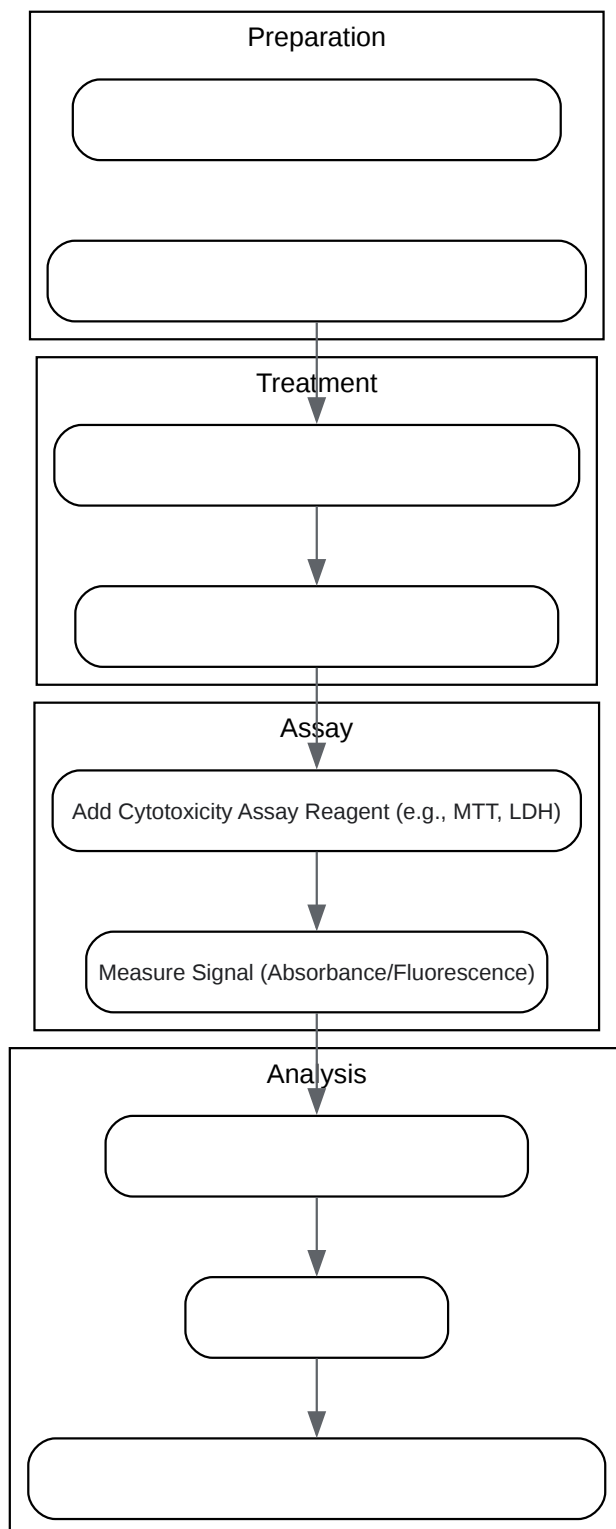 Preparation
Treatment
Assay
Add Cytotoxicity Assay Reagent (e.g., MTT, LDH)
Measure Signal (Absorbance/Fluorescence)
Analysis